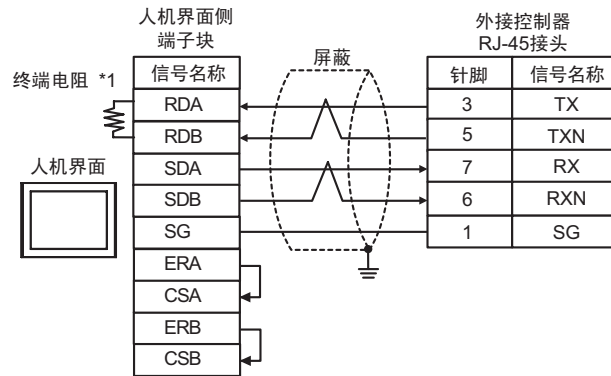 人机界面侧
端子块
外接控制器
RJ-45接头
屏蔽
终端电阻 *1
信号名称
针脚 信号名称
RDA
3 TX
RDB
5 TXN
人机界面
SDA
7 RX
SDB
6 RXN
SG
1 SG
ERA
CSA
ERB
CSB